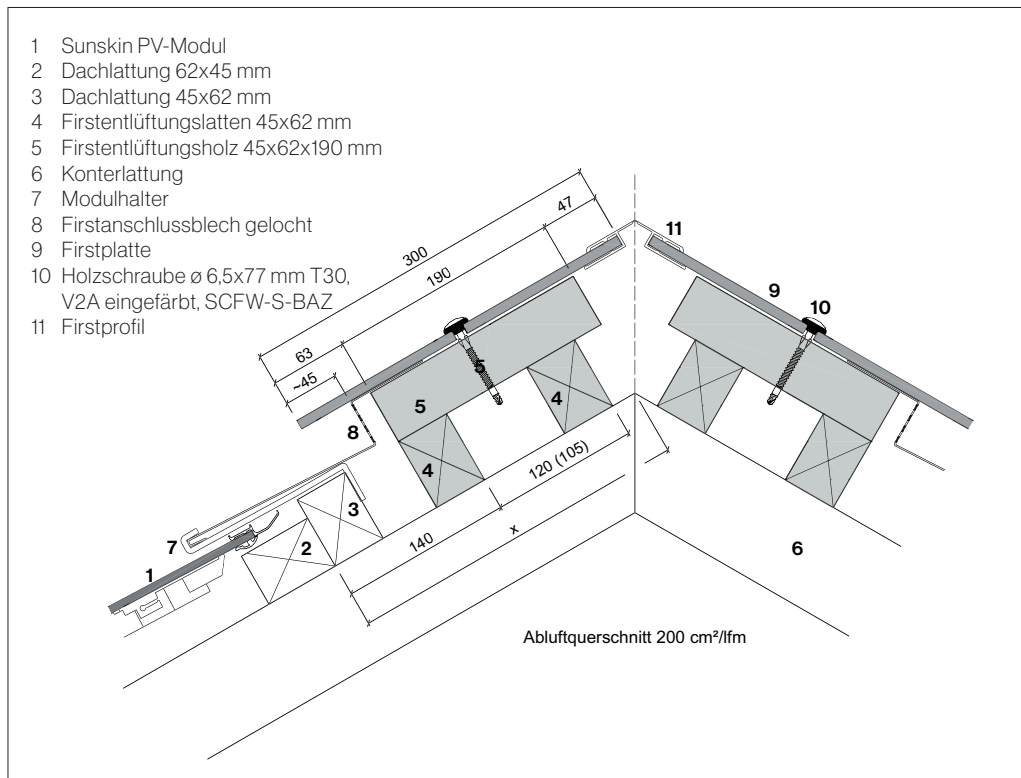 1 Sunskin PV-Modul
2 Dachlattung 62x45 mm
3 Dachlattung 45x62 mm
4 Firstentlüftungslatten 45x62 mm
5 Firstentlüftungsholz 45x62x190 mm
6 Konterlattung
7 Modulhalter
8 Firstanschlussblech gelocht
9 Firstplatte
10 Holzschraube ø 6,5x77 mm T30,
V2A eingefärbt, SCFW-S-BAZ
11 Firstprofil
47
11
300
190
9
10
63
~45
5
5
4
8
4
120 (105)
3
7
2
140
x
6
1
Abluftquerschnitt 200 cm²/lfm